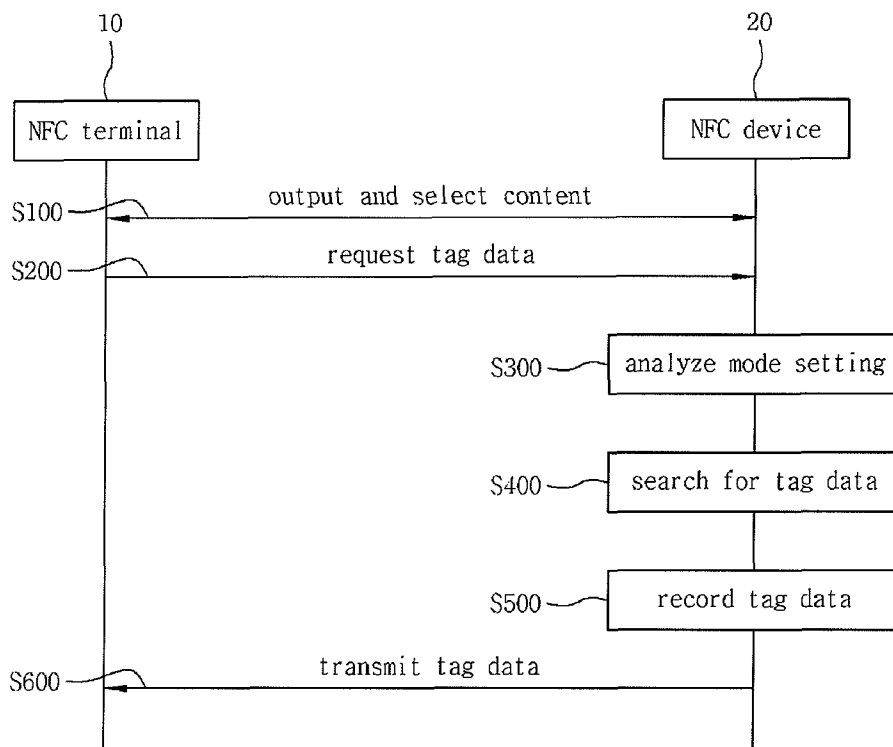 10
20
NFC terminal
NFC device
output and select content
S100
request tag data
S200
analyze mode setting
S300
search for tag data
S400
record tag data
S500
transmit tag data
S600